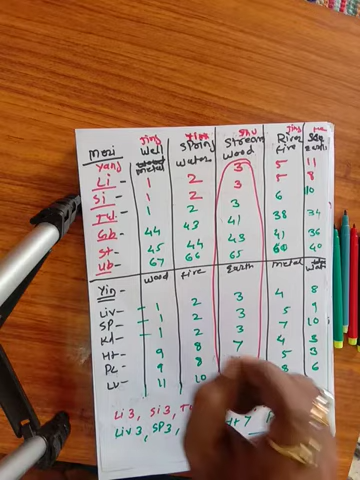 Jing Ying Shu Jing He
Meri Well Spring Stream River Sea
Yang metal water wood fire Earth
Li - 1 2 3 5 11
Si - 1 2 3 5 8
TW - 1 2 3 6 10
Gb - 44 43 41 38 34
St - 45 44 43 41 36
UB - 67 66 65 60 40
Yin - wood fire Earth metal Water
Liv - 1 2 3 4 8
SP - 1 2 3 5 9
Kd - 1 2 3 7 10
Ht - 9 8 7 4 3
Pc - 9 8 5 3
Lu - 11 10 8 6
Li 3, Si 3,
Liv 3, SP 3, Ht 7